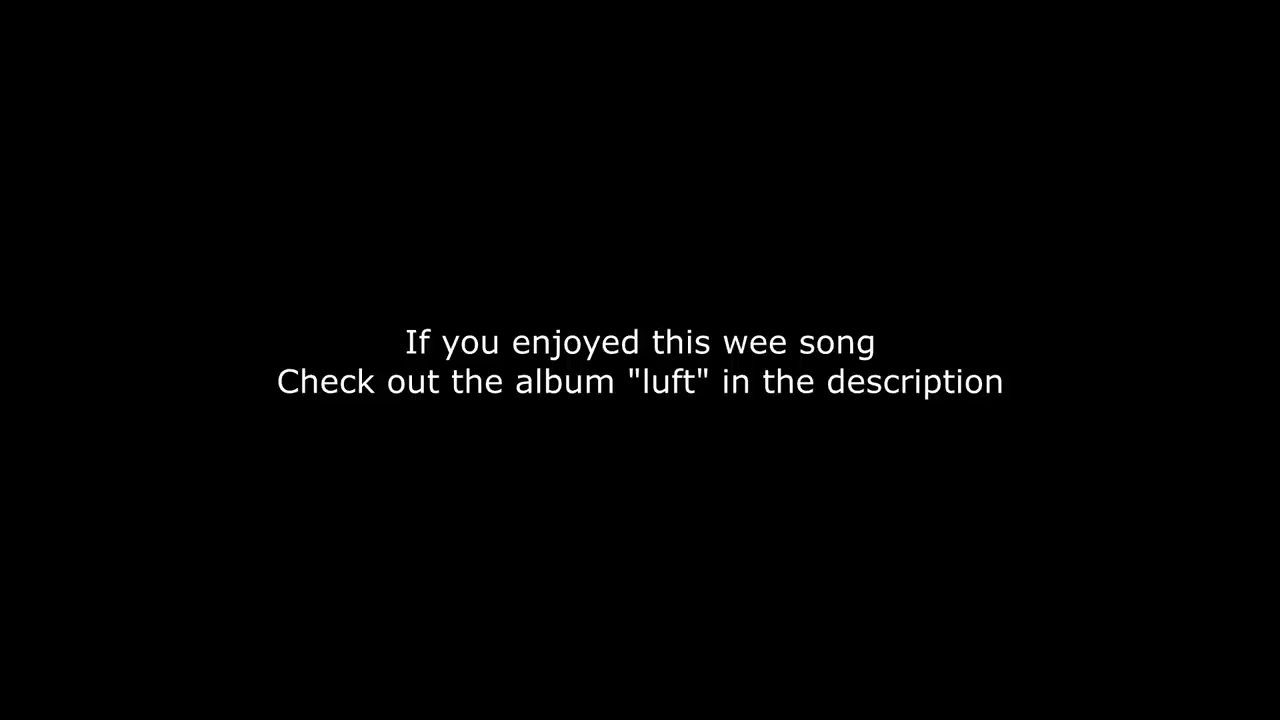 If you enjoyed this wee song
Check out the album "luft" in the description